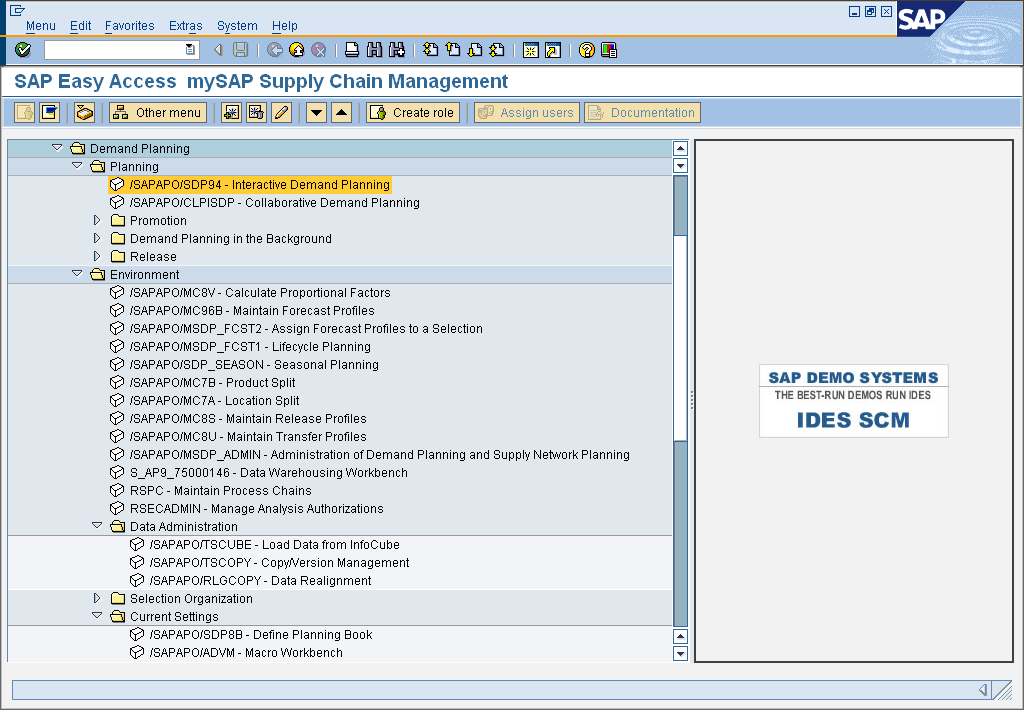 Menu Edit Favorites Extras System Help
SAP
SAP Easy Access mySAP Supply Chain Management
Other menu Create role Assign users Documentation
Demand Planning
Planning
/SAPAPO/SDP94 - Interactive Demand Planning
/SAPAPO/CLPISDP - Collaborative Demand Planning
Promotion
Demand Planning in the Background
Release
Environment
/SAPAPO/MC8V - Calculate Proportional Factors
/SAPAPO/MC96B - Maintain Forecast Profiles
/SAPAPO/MSDP_FCST2 - Assign Forecast Profiles to a Selection
/SAPAPO/MSDP_FCST1 - Lifecycle Planning
/SAPAPO/SDP_SEASON - Seasonal Planning
/SAPAPO/MC7B - Product Split
/SAPAPO/MC7A - Location Split
/SAPAPO/MC8S - Maintain Release Profiles
/SAPAPO/MC8U - Maintain Transfer Profiles
/SAPAPO/MSDP_ADMIN - Administration of Demand Planning and Supply Network Planning
S_AP9_75000146 - Data Warehousing Workbench
RSPC - Maintain Process Chains
RSECADMIN - Manage Analysis Authorizations
Data Administration
/SAPAPO/TSCUBE - Load Data from InfoCube
/SAPAPO/TSCOPY - Copy/Version Management
/SAPAPO/RLGCOPY - Data Realignment
Selection Organization
Current Settings
/SAPAPO/SDP8B - Define Planning Book
/SAPAPO/ADVM - Macro Workbench
SAP DEMO SYSTEMS
THE BEST-RUN DEMOS RUN IDES
IDES SCM